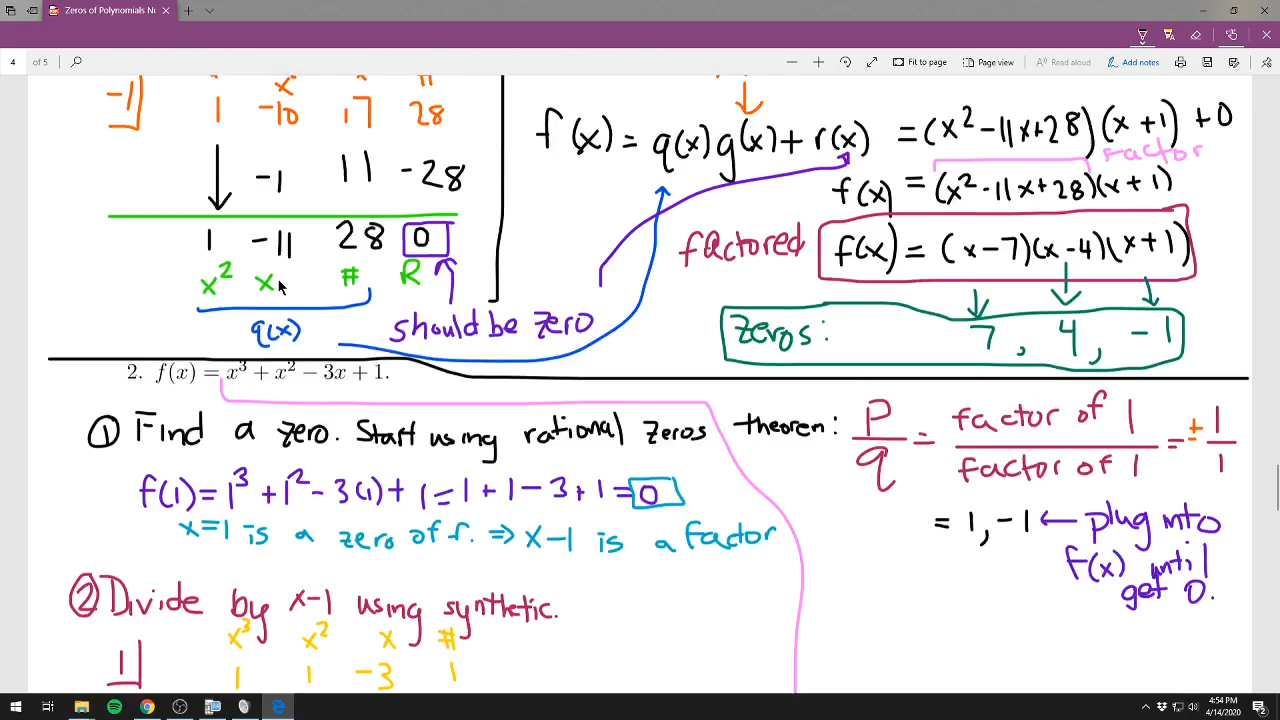 Zeros of Polynomials No
4 of 5
Fit to page
Page view
Read aloud
Add notes
x #
-1 1 -10 17 28
-1 11 -28
1 -11 28 0
x² x # R
q(x)
should be zero
f(x) = q(x)g(x) + r(x) = (x² - 11x + 28)(x + 1) + 0
Factor
f(x) = (x² - 11x + 28)(x + 1)
factored f(x) = (x - 7)(x - 4)(x + 1)
Zeros: 7, 4, -1
2. f(x) = x³ + x² − 3x + 1.
① Find a zero. Start using rational zeros theorem: P/q = factor of 1/factor of 1 = ± 1/1
f(1) = 1³ + 1² - 3(1) + 1 = 1 + 1 - 3 + 1 = 0
= 1, -1 ← plug into
x=1 is a zero of f. ⇒ x-1 is a factor
f(x) until
get 0.
② Divide by x-1 using synthetic.
x³ x² x #
1 1 1 -3 1
4:54 PM
4/14/2020
2